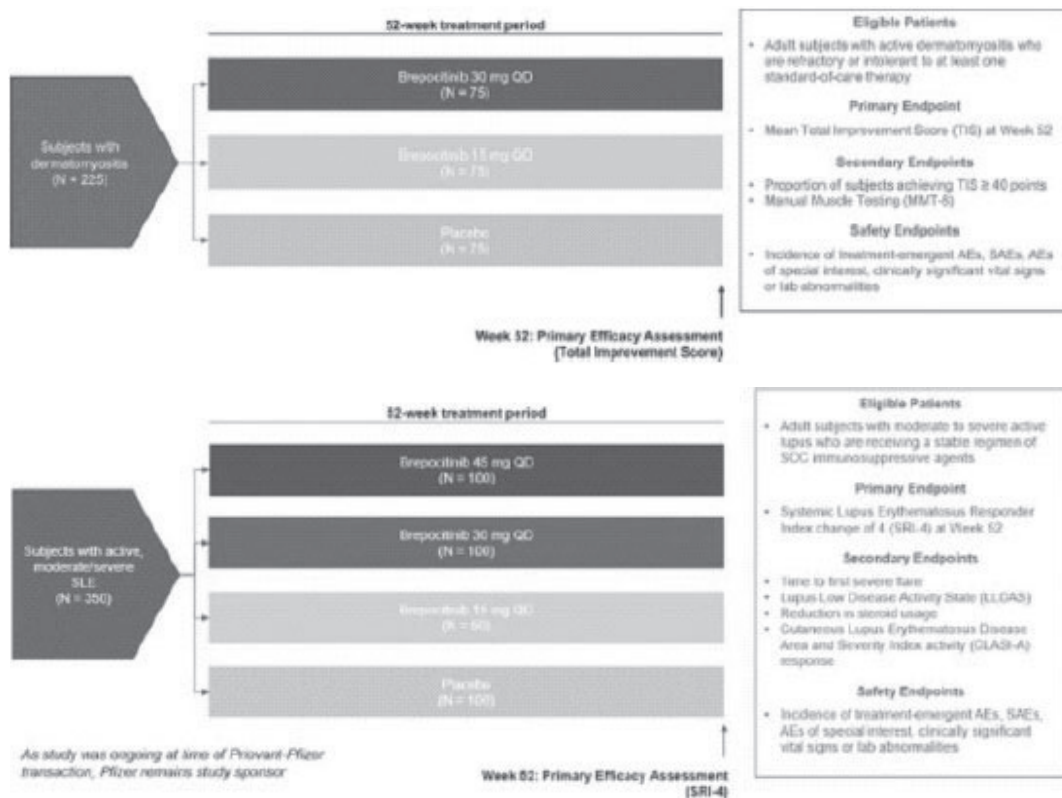 52-week treatment period
Brepocitinib 30 mg QD
(N = 75)
Brepocitinib 15 mg QD
(N = 75)
Placebo
(N = 75)
Subjects with
dermatomyositis
(N = 225)
Week 52: Primary Efficacy Assessment
(Total Improvement Score)
Eligible Patients
• Adult subjects with active dermatomyositis who
are refractory or intolerant to at least one
standard-of-care therapy
Primary Endpoint
• Mean Total Improvement Score (TIS) at Week 52
Secondary Endpoints
• Proportion of subjects achieving TIS ≥ 40 points
• Manual Muscle Testing (MMT-8)
Safety Endpoints
• Incidence of treatment-emergent AEs, SAEs, AEs
of special interest, clinically significant vital signs
or lab abnormalities
52-week treatment period
Brepocitinib 45 mg QD
(N = 100)
Brepocitinib 30 mg QD
(N = 100)
Brepocitinib 15 mg QD
(N = 50)
Placebo
(N = 100)
Subjects with active,
moderate/severe
SLE
(N = 350)
As study was ongoing at time of Priovant-Pfizer
transaction, Pfizer remains study sponsor
Week 52: Primary Efficacy Assessment
(SRI-4)
Eligible Patients
• Adult subjects with moderate to severe active
lupus who are receiving a stable regimen of
SOC immunosuppressive agents
Primary Endpoint
• Systemic Lupus Erythematosus Responder
Index change of 4 (SRI-4) at Week 52
Secondary Endpoints
• Time to first severe flare
• Lupus Low Disease Activity State (LLDAS)
• Reduction in steroid usage
• Cutaneous Lupus Erythematosus Disease
Area and Severity Index activity (CLASI-A)
response
Safety Endpoints
• Incidence of treatment-emergent AEs, SAEs,
AEs of special interest, clinically significant
vital signs or lab abnormalities